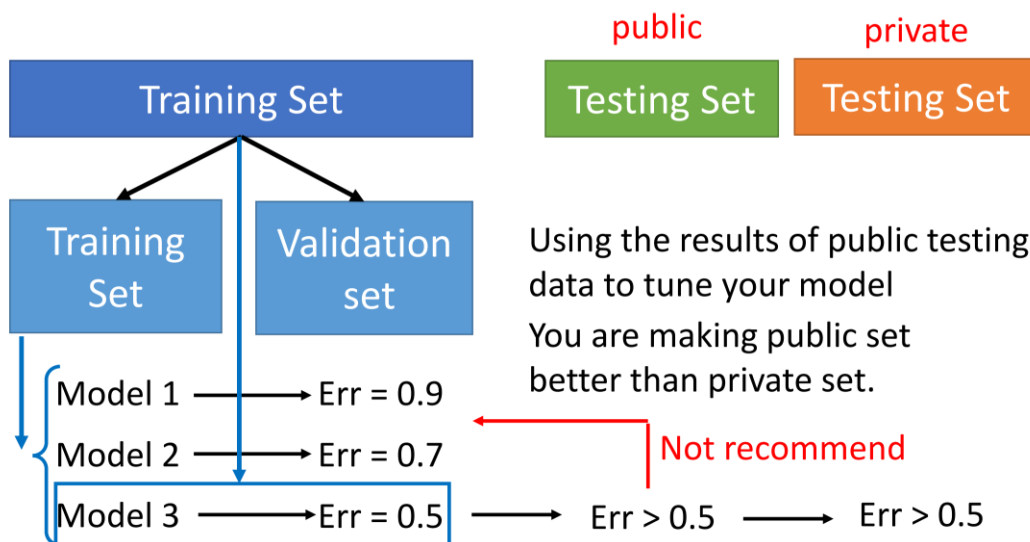 public
private
Training Set
Testing Set
Testing Set
Training
Set
Validation
set
Using the results of public testing
data to tune your model
You are making public set
better than private set.
Model 1
Err = 0.9
Model 2
Err = 0.7
Not recommend
Model 3
Err = 0.5
Err > 0.5
Err > 0.5